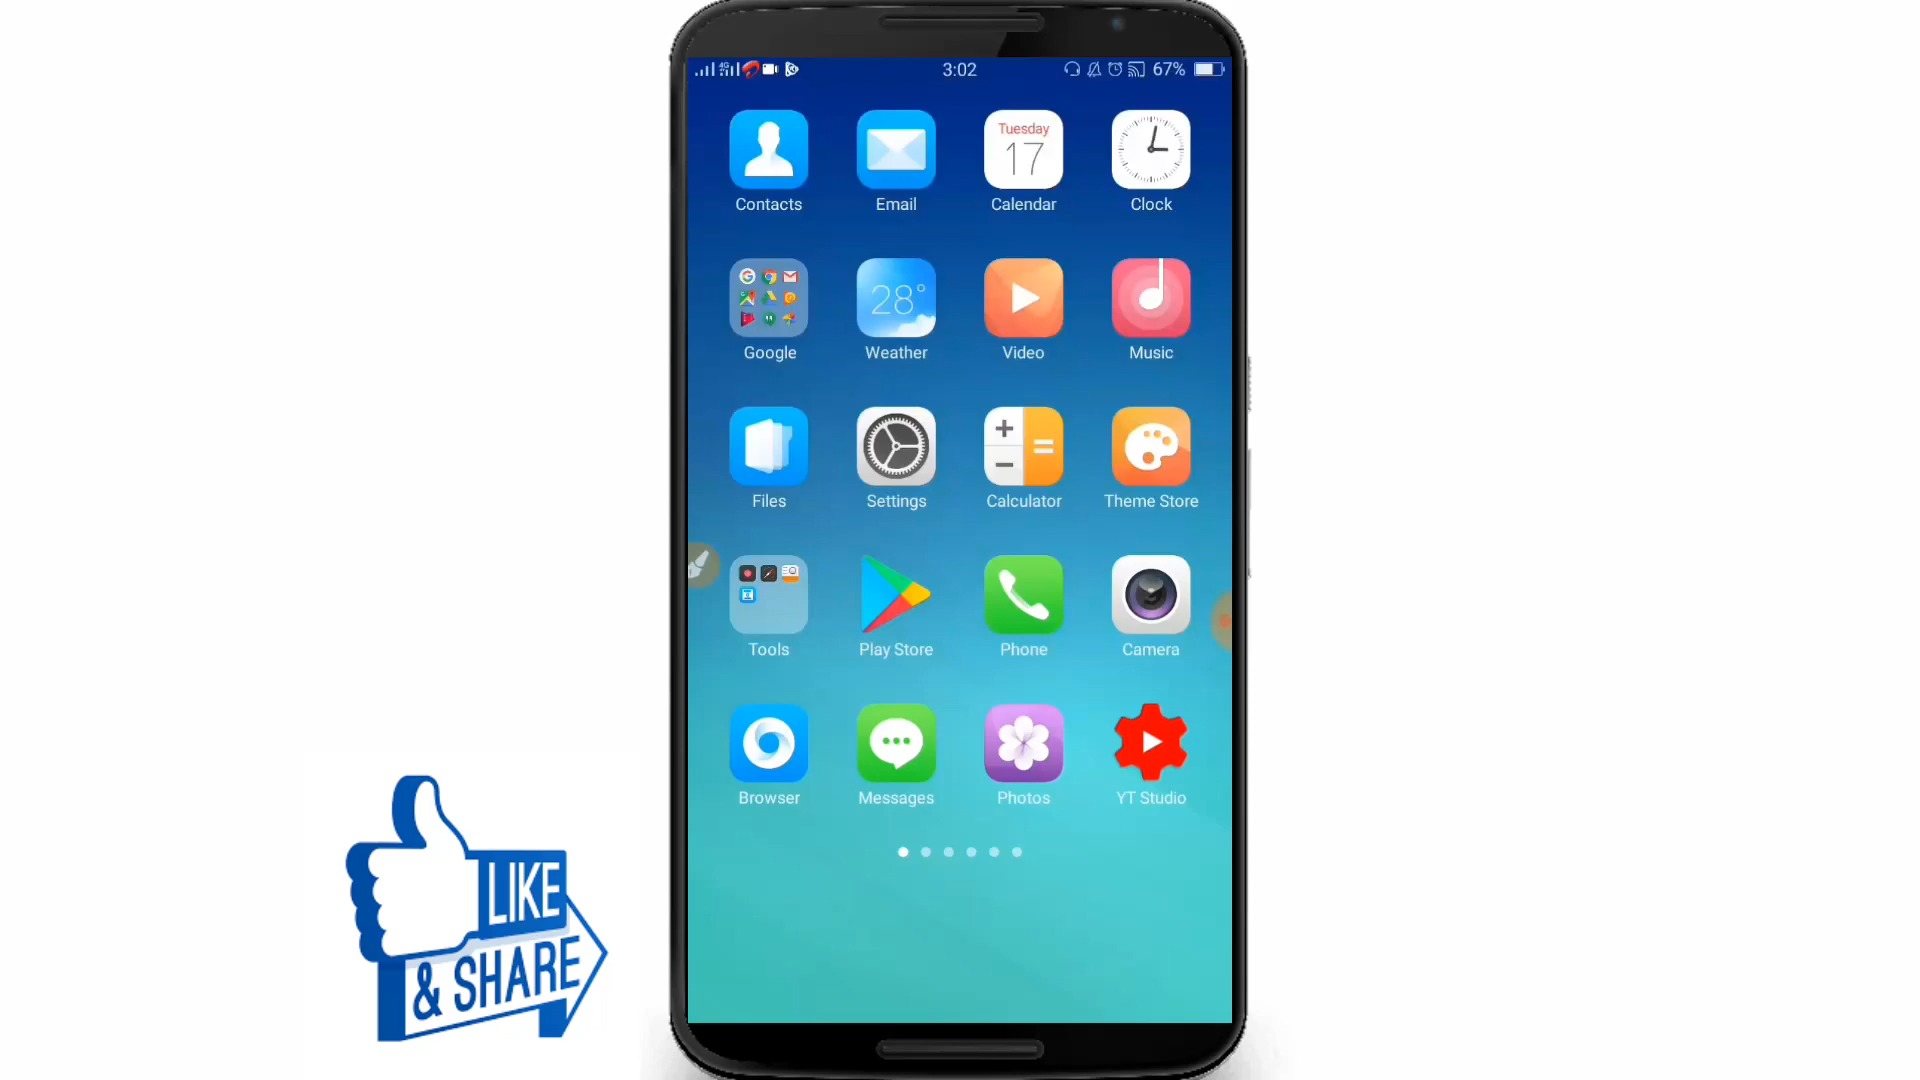 4G
3:02
67%
Tuesday
17
Contacts
Email
Calendar
Clock
28°
Google
Weather
Video
Music
Files
Settings
Calculator
Theme Store
Tools
Play Store
Phone
Camera
Browser
Messages
Photos
YT Studio
LIKE
& SHARE